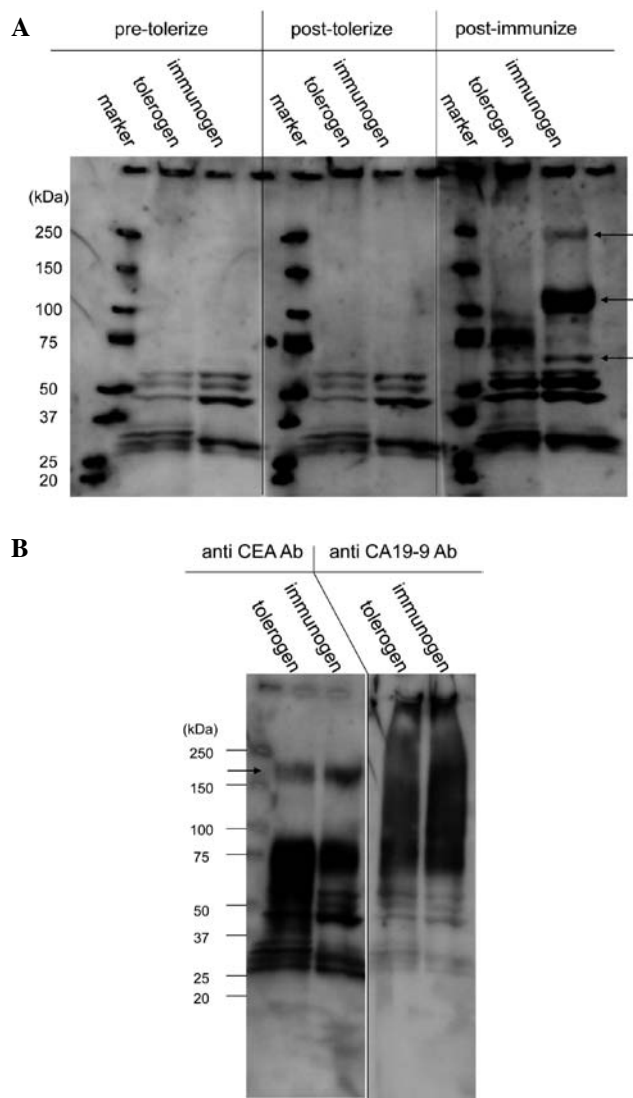 A
pre-tolerize post-tolerize post-immunize
marker tolerogen immunogen marker tolerogen immunogen marker tolerogen immunogen
(kDa)
250
150
100
75
50
37
25
20
B
anti CEA Ab anti CA19-9 Ab
tolerogen immunogen tolerogen immunogen
(kDa)
250
150
100
75
50
37
25
20